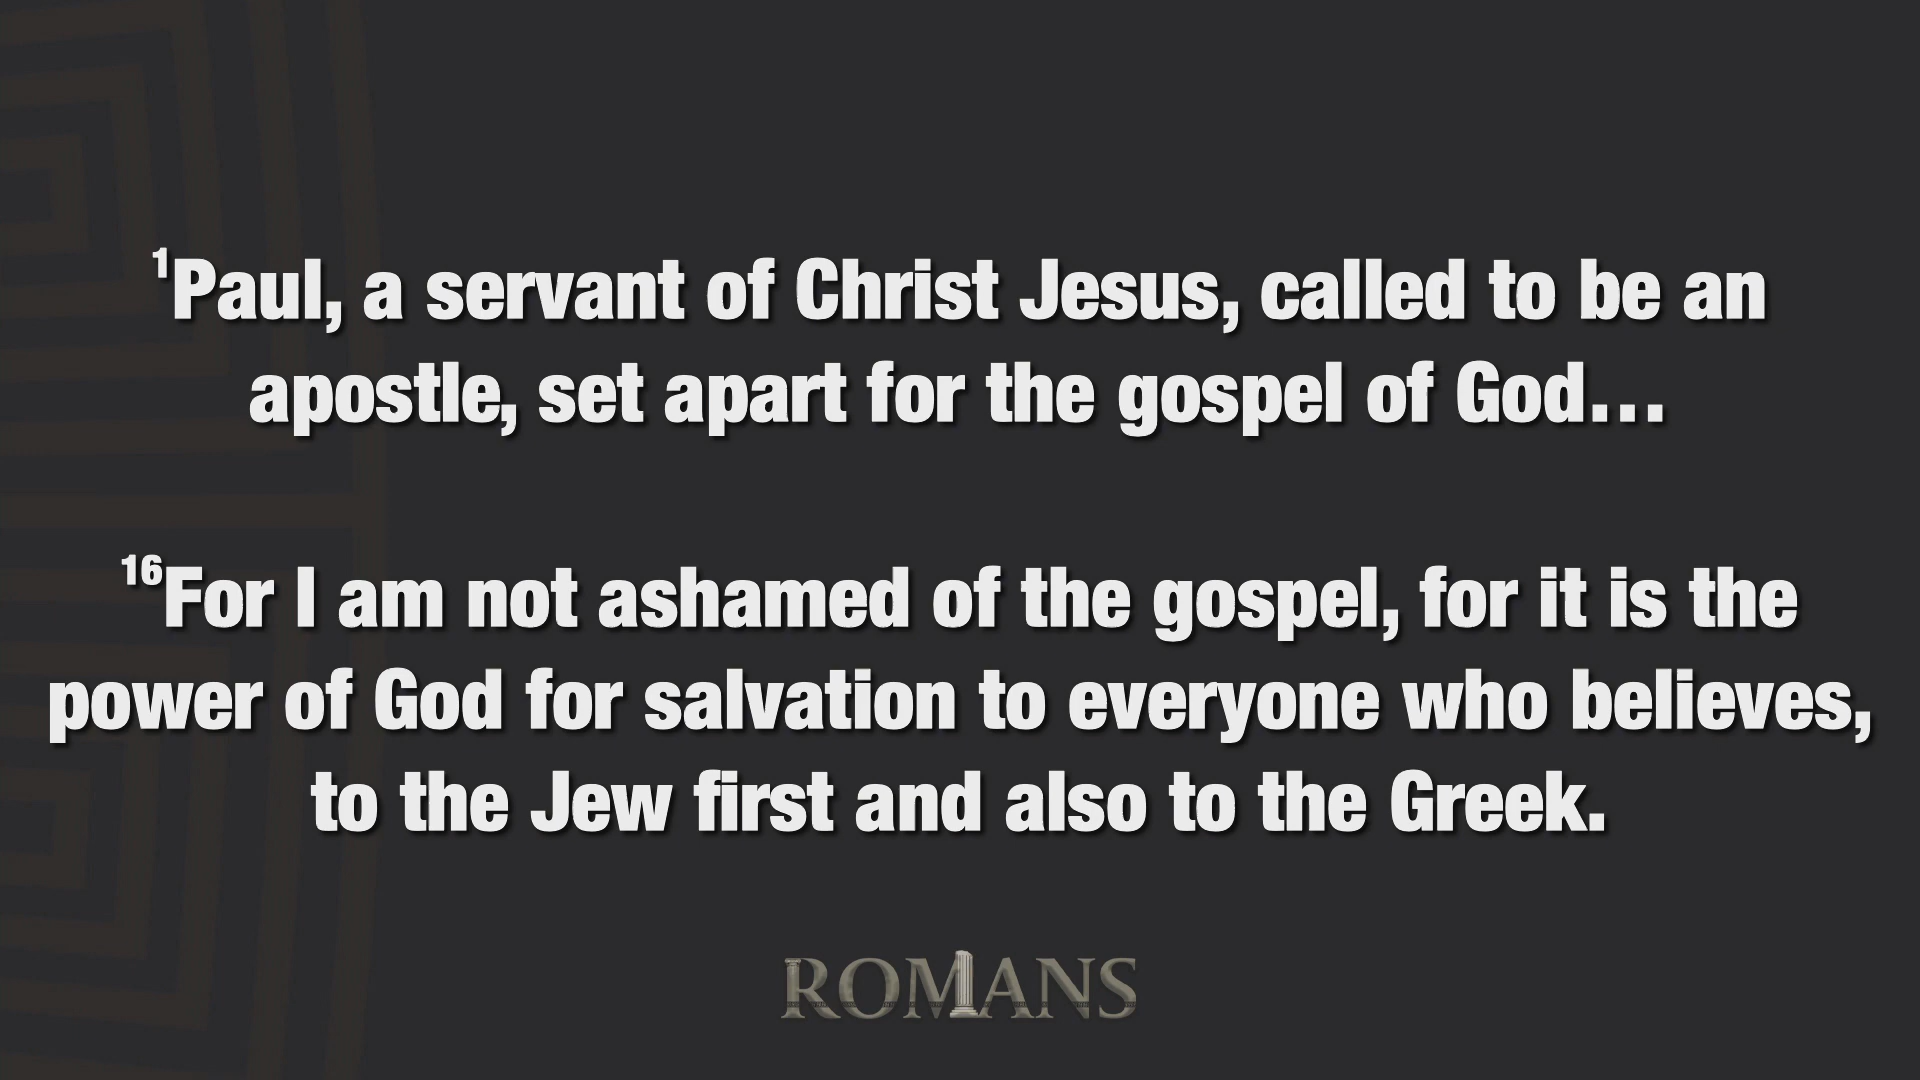 ¹Paul, a servant of Christ Jesus, called to be an
apostle, set apart for the gospel of God…
¹⁶For I am not ashamed of the gospel, for it is the
power of God for salvation to everyone who believes,
to the Jew first and also to the Greek.
ROMANS